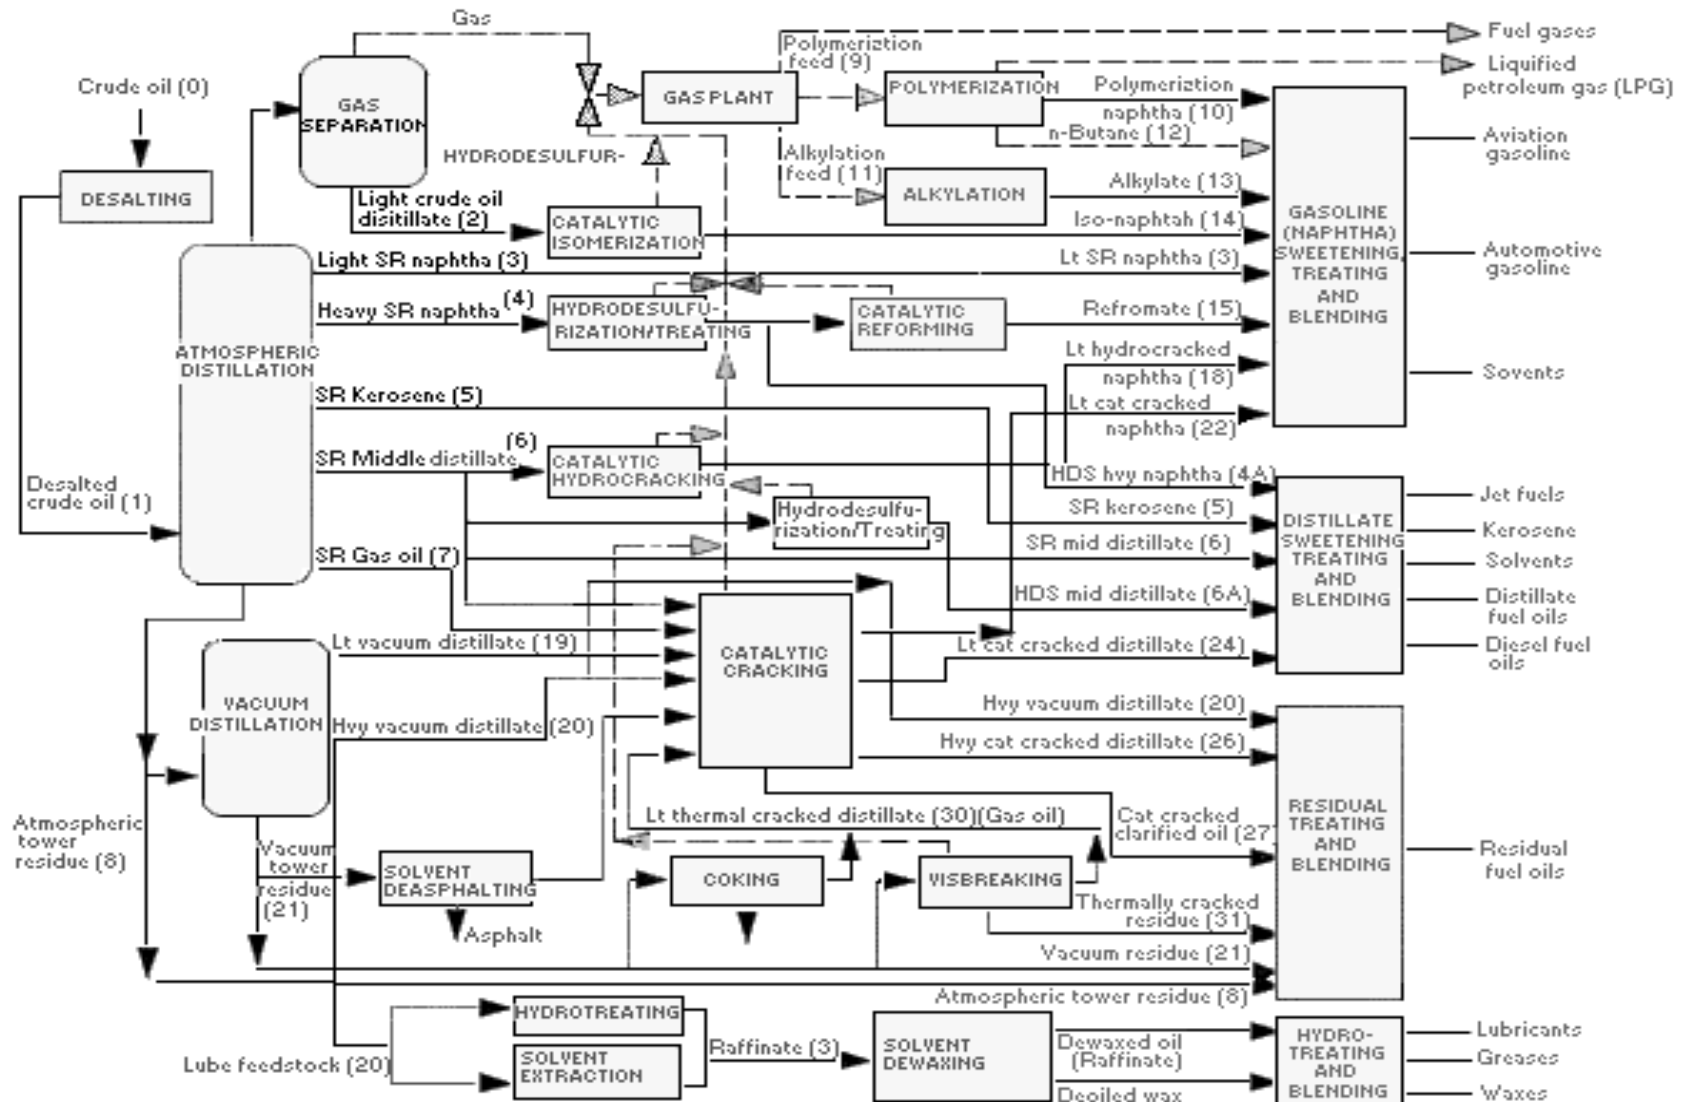 Gas
Fuel gases
Polymeriztion
feed (9)
Liquified
petroleum gas (LPG)
Crude oil (0)
GAS
SEPARATION
GAS PLANT
POLYMERIZATION
Polymeriztion
naphtha (10)
n-Butane (12)
Aviation
gasoline
HYDRODESULFUR-
Alkylation
feed (11)
ALKYLATION
Alkylate (13)
DESALTING
Light crude oil
disitillate (2)
CATALYTIC
ISOMERIZATION
Iso-naphtah (14)
GASOLINE
(NAPHTHA)
SWEETENING,
TREATING
AND
BLENDING
Automotive
gasoline
Light SR naphtha (3)
Lt SR naphtha (3)
Heavy SR naphtha (4)
HYDRODESULFU-
RIZATION/TREATING
CATALYTIC
REFORMING
Refromate (15)
ATMOSPHERIC
DISTILLATION
Lt hydrocracked
naphtha (18)
Sovents
SR Kerosene (5)
Lt cat cracked
naphtha (22)
SR Middle distillate (6)
CATALYTIC
HYDROCRACKING
HDS hvy naphtha (4A)
Jet fuels
Desalted
crude oil (1)
Hydrodesulfu-
rization/Treating
SR kerosene (5)
DISTILLATE
SWEETENING
TREATING
AND
BLENDING
Kerosene
SR Gas oil (7)
SR mid distillate (6)
Solvents
HDS mid distillate (6A)
Distillate
fuel oils
Lt vacuum distillate (19)
CATALYTIC
CRACKING
Lt cat cracked distillate (24)
Diesel fuel
oils
VACUUM
DISTILLATION
Hvy vacuum distillate (20)
Hvy vacuum distillate (20)
Hvy cat cracked distillate (26)
Atmospheric
tower
residue (8)
Lt thermal cracked distillate (30)(Gas oil)
Cat cracked
clarified oil (27
RESIDUAL
TREATING
AND
BLENDING
Residual
fuel oils
Vacuum
tower
residue
(21)
SOLVENT
DEASPHALTING
COKING
VISBREAKING
Asphalt
Thermally cracked
residue (31)
Vacuum residue (21)
Atmospheric tower residue (8)
HYDROTREATING
Lube feedstock (20)
SOLVENT
EXTRACTION
Raffinate (3)
SOLVENT
DEWAXING
Dewaxed oil
(Raffinate)
Deoiled wax
HYDRO-
TREATING
AND
BLENDING
Lubricants
Greases
Waxes